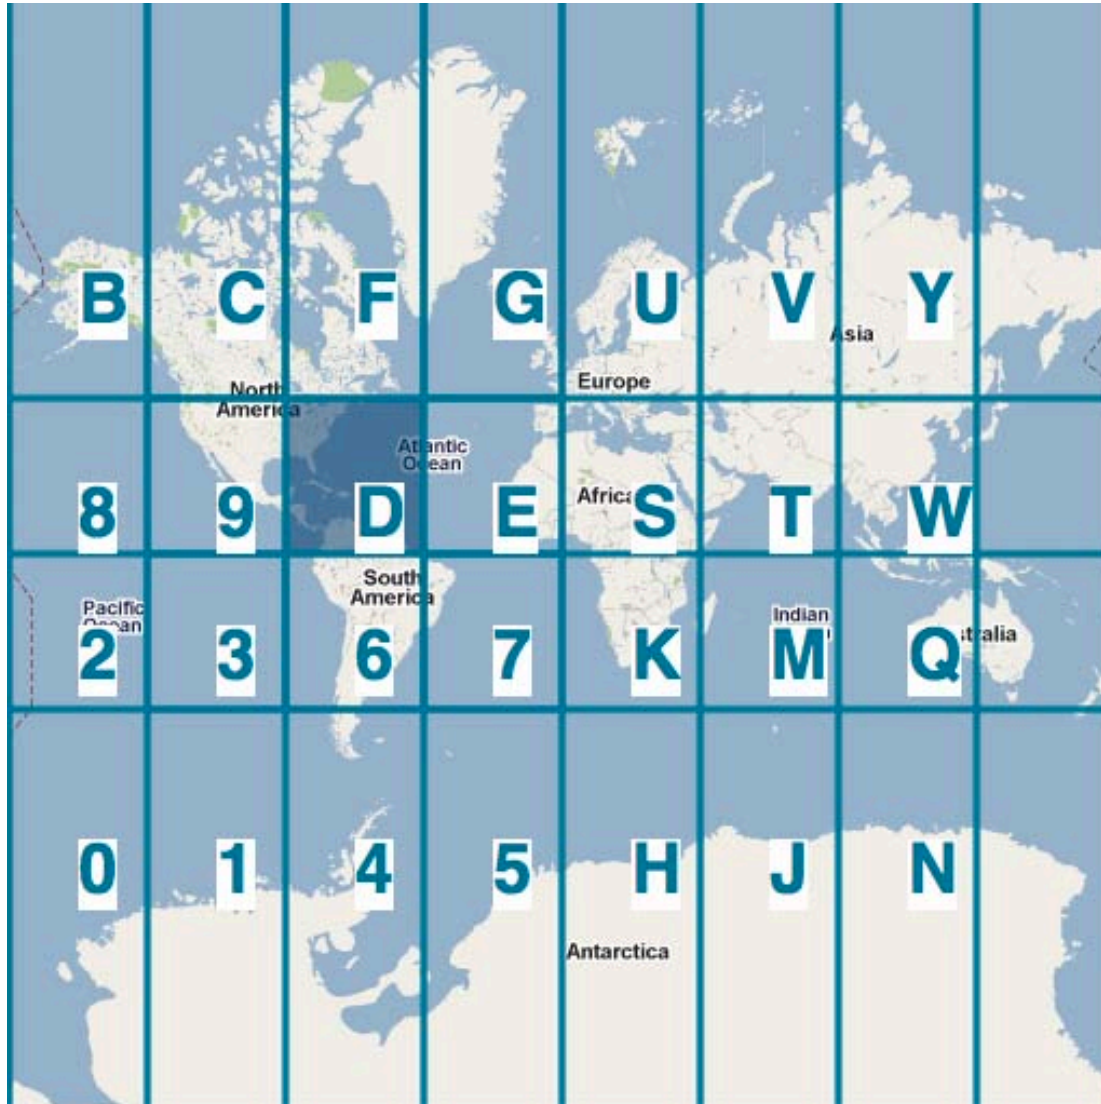 B C F G U V Y
Asia
Europe
North
America
Atlantic
Ocean
8 9 D E S T W
Africa
South
America
Pacific
Ocean
Indian
2 3 6 7 K M Q
0 1 4 5 H J N
Antarctica